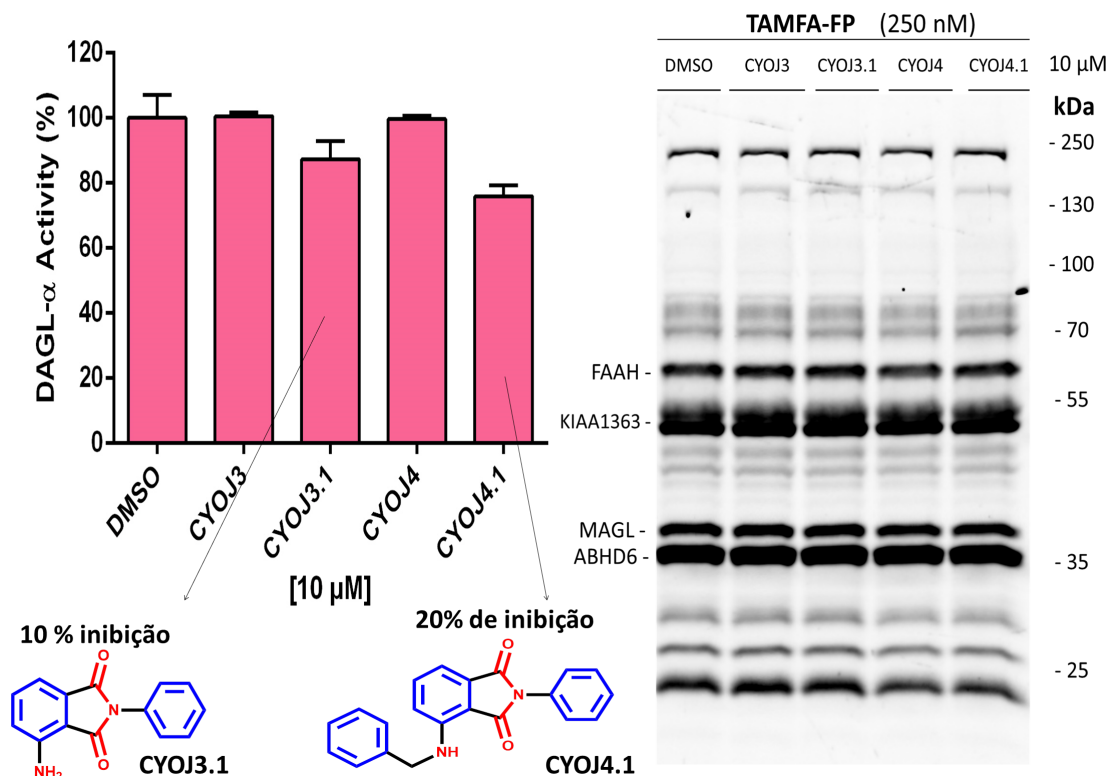 DAGL-α Activity (%)
120
100
80
60
40
20
0
DMSO
CYOJ3
CYOJ3.1
CYOJ4
CYOJ4.1
[10 µM]
10 % inibição
O
N
O
NH2
CYOJ3.1
20% de inibição
O
N
O
NH
CYOJ4.1
TAMFA-FP (250 nM)
DMSO CYOJ3 CYOJ3.1 CYOJ4 CYOJ4.1 10 µM
kDa
- 250
- 130
- 100
- 70
FAAH -
- 55
KIAA1363-
MAGL -
ABHD6 -
- 35
- 25